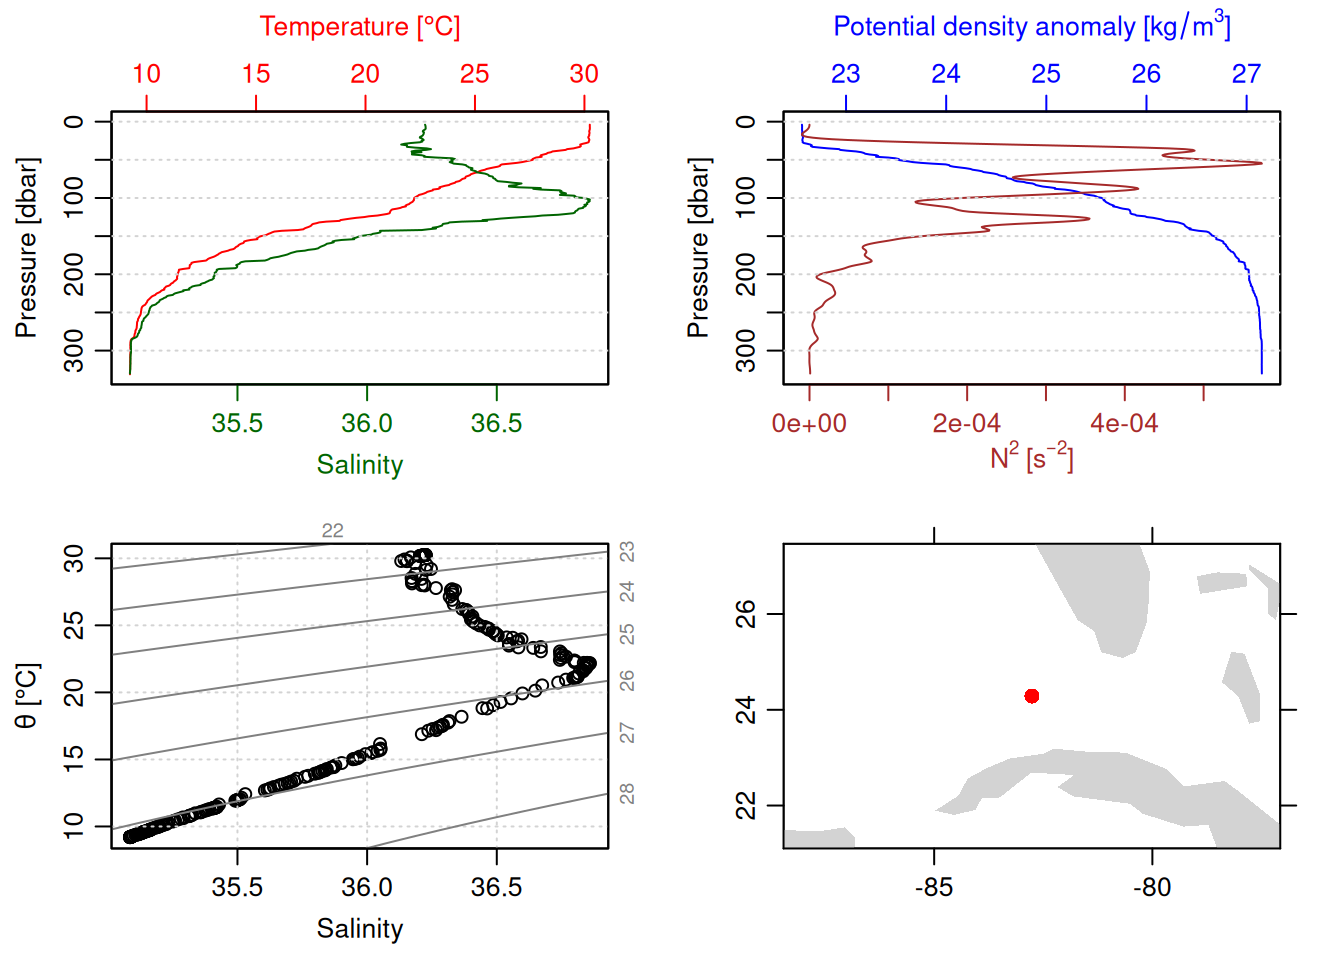 Temperature [°C]
10 15 20 25 30
Pressure [dbar]
0
100
200
300
35.5 36.0 36.5
Salinity
Potential density anomaly [kg/m³]
23 24 25 26 27
Pressure [dbar]
0
100
200
300
0e+00 2e-04 4e-04
N² [s⁻²]
22
θ [°C]
30
25
20
15
10
23
24
25
26
27
28
35.5 36.0 36.5
Salinity
26
24
22
-85 -80